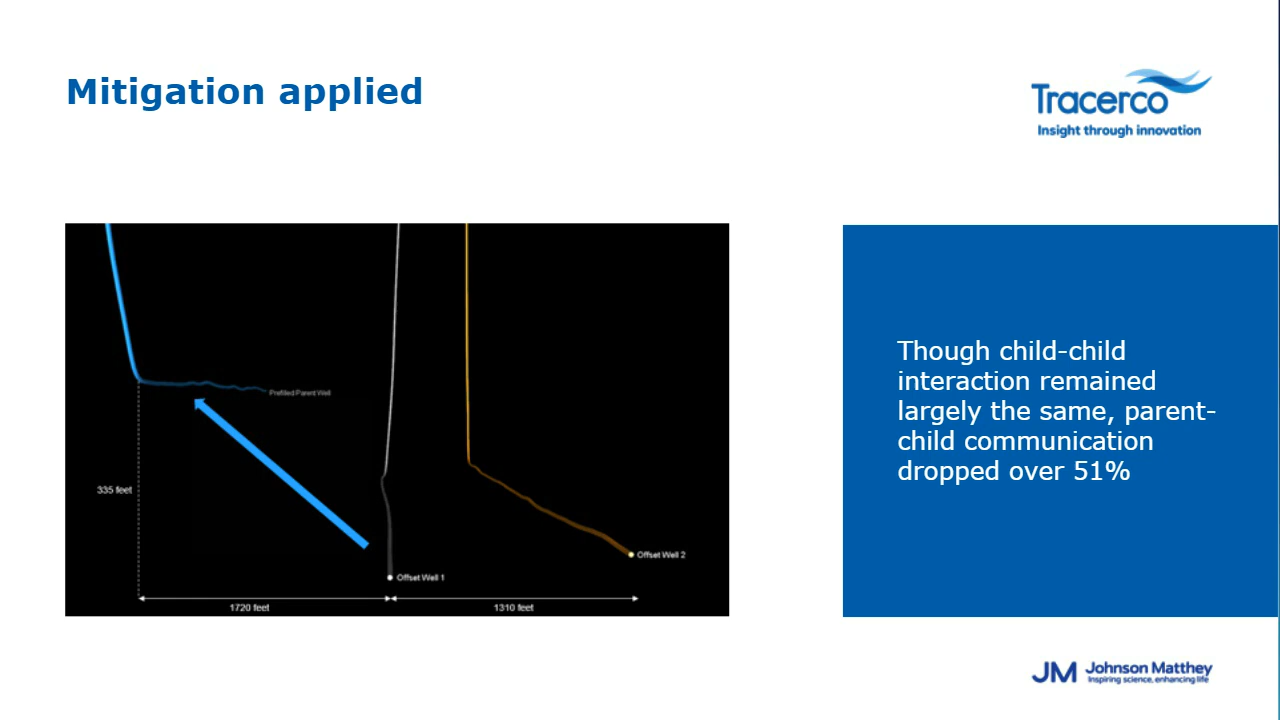 Mitigation applied
Tracerco
Insight through innovation
Prefilled Parent Well
335 feet
Offset Well 1
Offset Well 2
1720 feet
1310 feet
Though child-child
interaction remained
largely the same, parent-
child communication
dropped over 51%
JM Johnson Matthey
Inspiring science, enhancing life